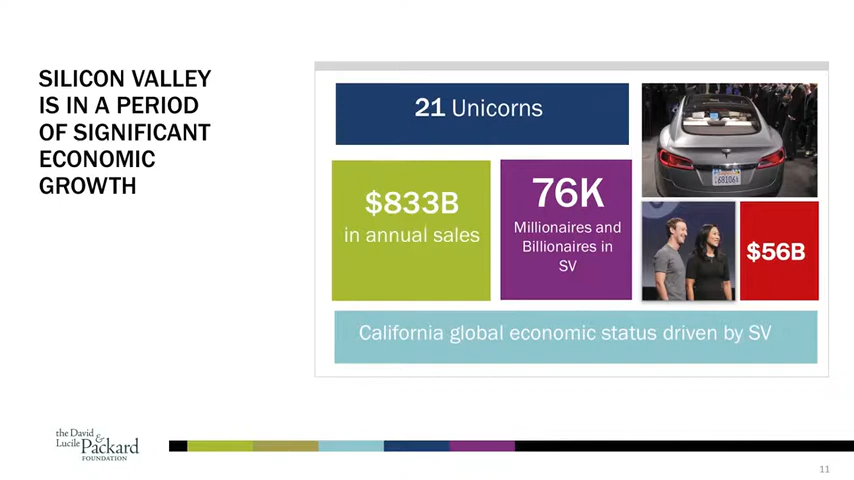 SILICON VALLEY
IS IN A PERIOD
OF SIGNIFICANT
ECONOMIC
GROWTH
21 Unicorns
$833B
in annual sales
76K
Millionaires and
Billionaires in
SV
$56B
California global economic status driven by SV
the David &
Lucile Packard
FOUNDATION
11